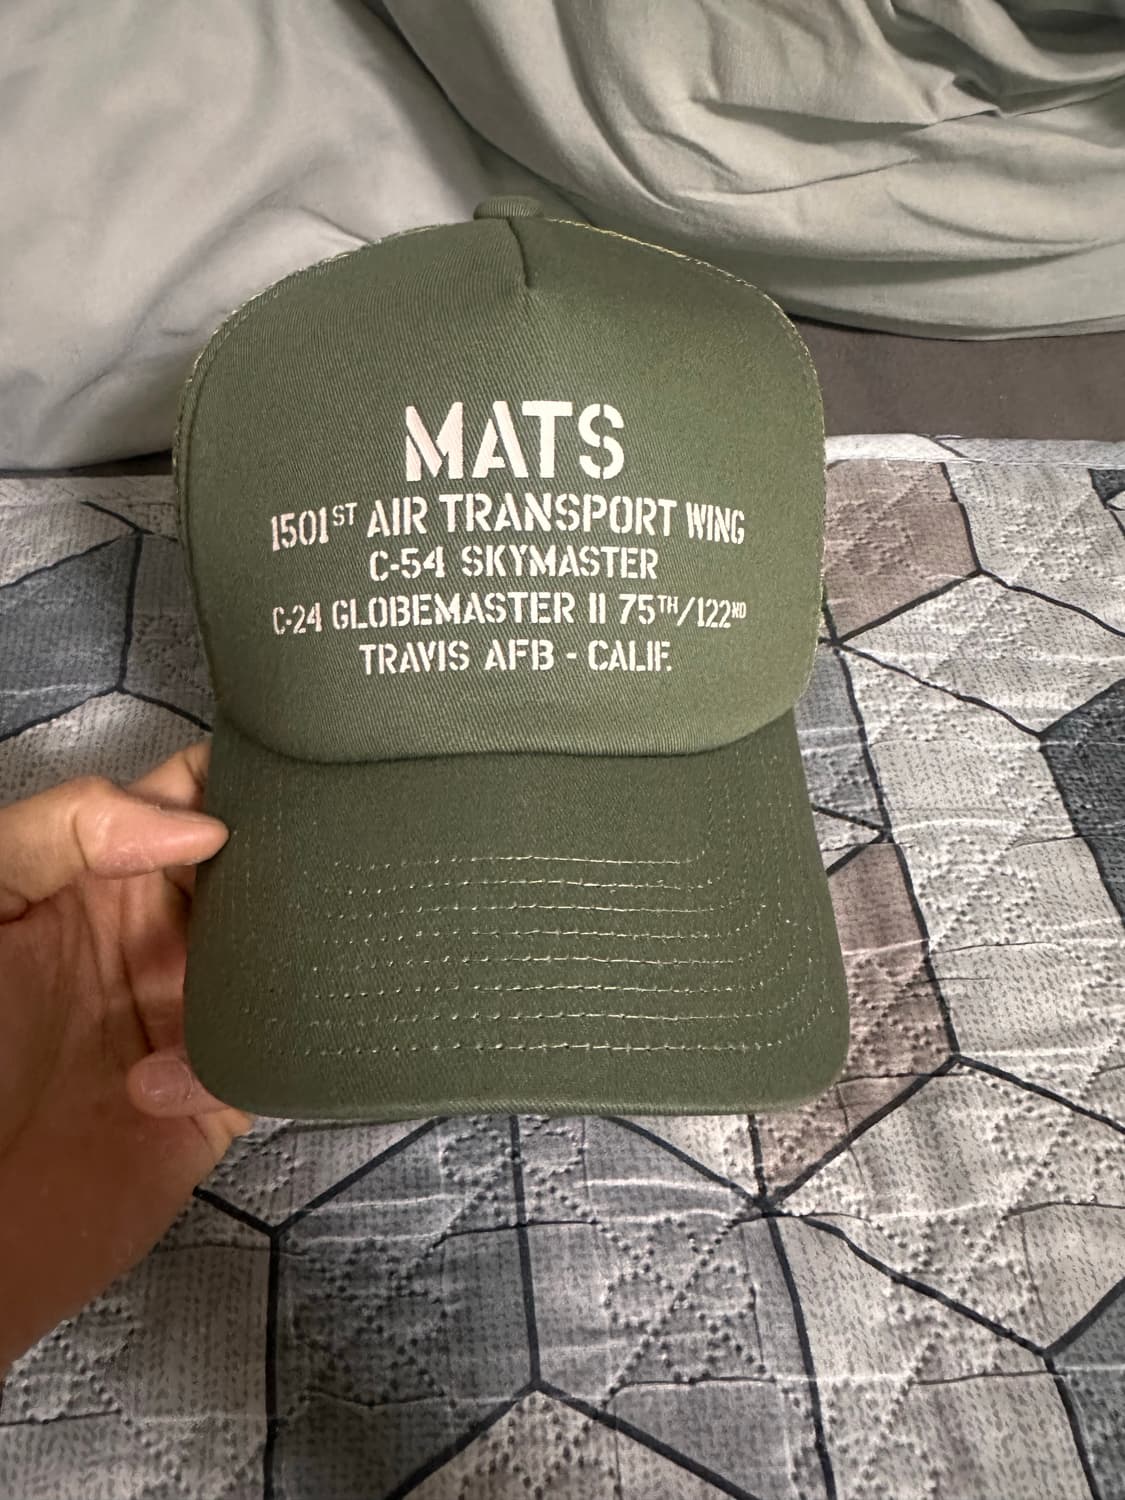 MATS
1501ST AIR TRANSPORT WING
C-54 SKYMASTER
C-24 GLOBEMASTER II 75TH/122ND
TRAVIS AFB - CALIF.